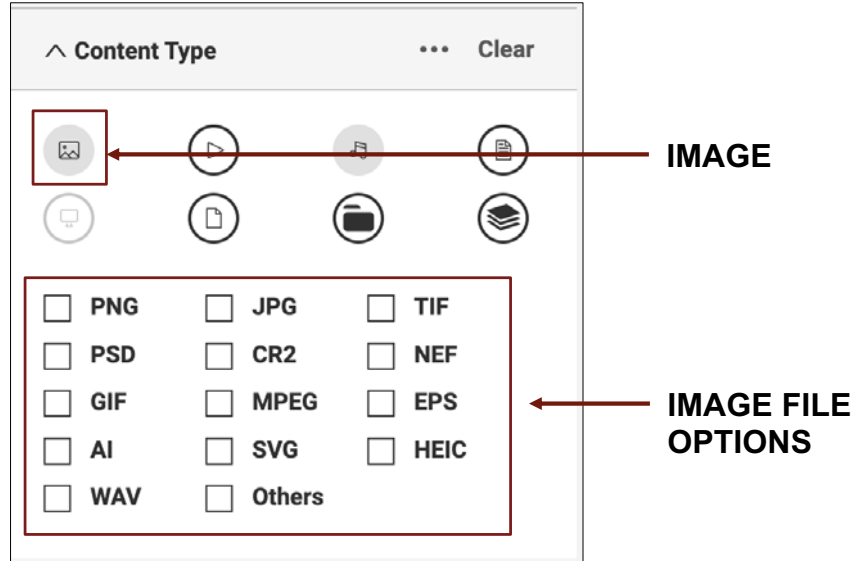 Content Type ••• Clear
IMAGE
PNG JPG TIF
PSD CR2 NEF
GIF MPEG EPS
IMAGE FILE
OPTIONS
AI SVG HEIC
WAV Others